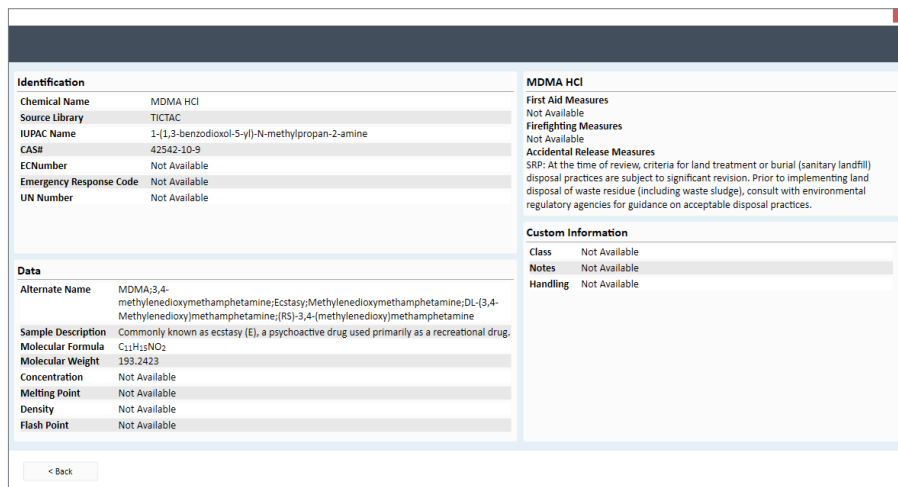 Identification
Chemical Name MDMA HCl
Source Library TICTAC
IUPAC Name 1-(1,3-benzodioxol-5-yl)-N-methylpropan-2-amine
CAS# 42542-10-9
ECNumber Not Available
Emergency Response Code Not Available
UN Number Not Available
Data
Alternate Name MDMA;3,4-
methylenedioxymethamphetamine;Ecstasy;Methylenedioxymethamphetamine;DL-(3,4-
Methylenedioxy)methamphetamine;(RS)-3,4-(methylenedioxy)methamphetamine
Sample Description Commonly known as ecstasy (E), a psychoactive drug used primarily as a recreational drug.
Molecular Formula C₁₁H₁₅NO₂
Molecular Weight 193.2423
Concentration Not Available
Melting Point Not Available
Density Not Available
Flash Point Not Available
MDMA HCl
First Aid Measures
Not Available
Firefighting Measures
Not Available
Accidental Release Measures
SRP: At the time of review, criteria for land treatment or burial (sanitary landfill)
disposal practices are subject to significant revision. Prior to implementing land
disposal of waste residue (including waste sludge), consult with environmental
regulatory agencies for guidance on acceptable disposal practices.
Custom Information
Class Not Available
Notes Not Available
Handling Not Available
< Back